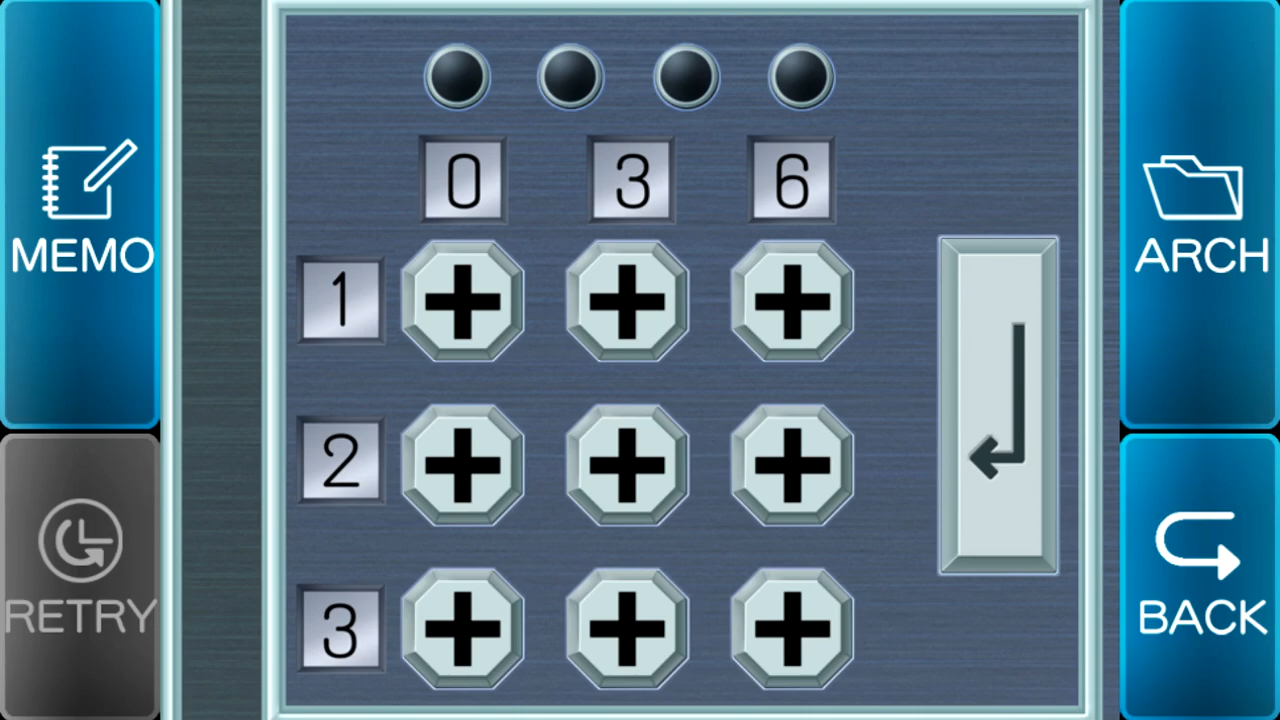 0 3 6
1 + + +
MEMO
ARCH
2 + + +
3 + + +
RETRY
BACK